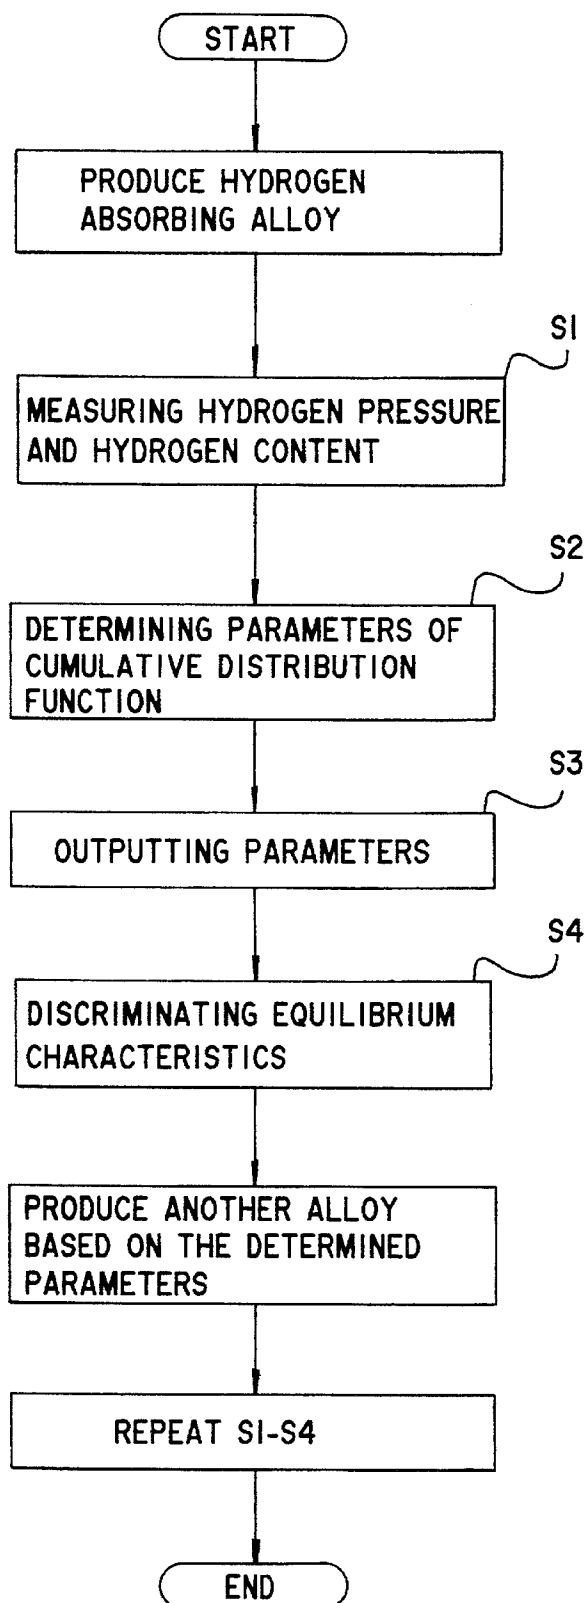 START
PRODUCE HYDROGEN
ABSORBING ALLOY
S1
MEASURING HYDROGEN PRESSURE
AND HYDROGEN CONTENT
S2
DETERMINING PARAMETERS OF
CUMULATIVE DISTRIBUTION
FUNCTION
S3
OUTPUTTING PARAMETERS
S4
DISCRIMINATING EQUILIBRIUM
CHARACTERISTICS
PRODUCE ANOTHER ALLOY
BASED ON THE DETERMINED
PARAMETERS
REPEAT S1-S4
END